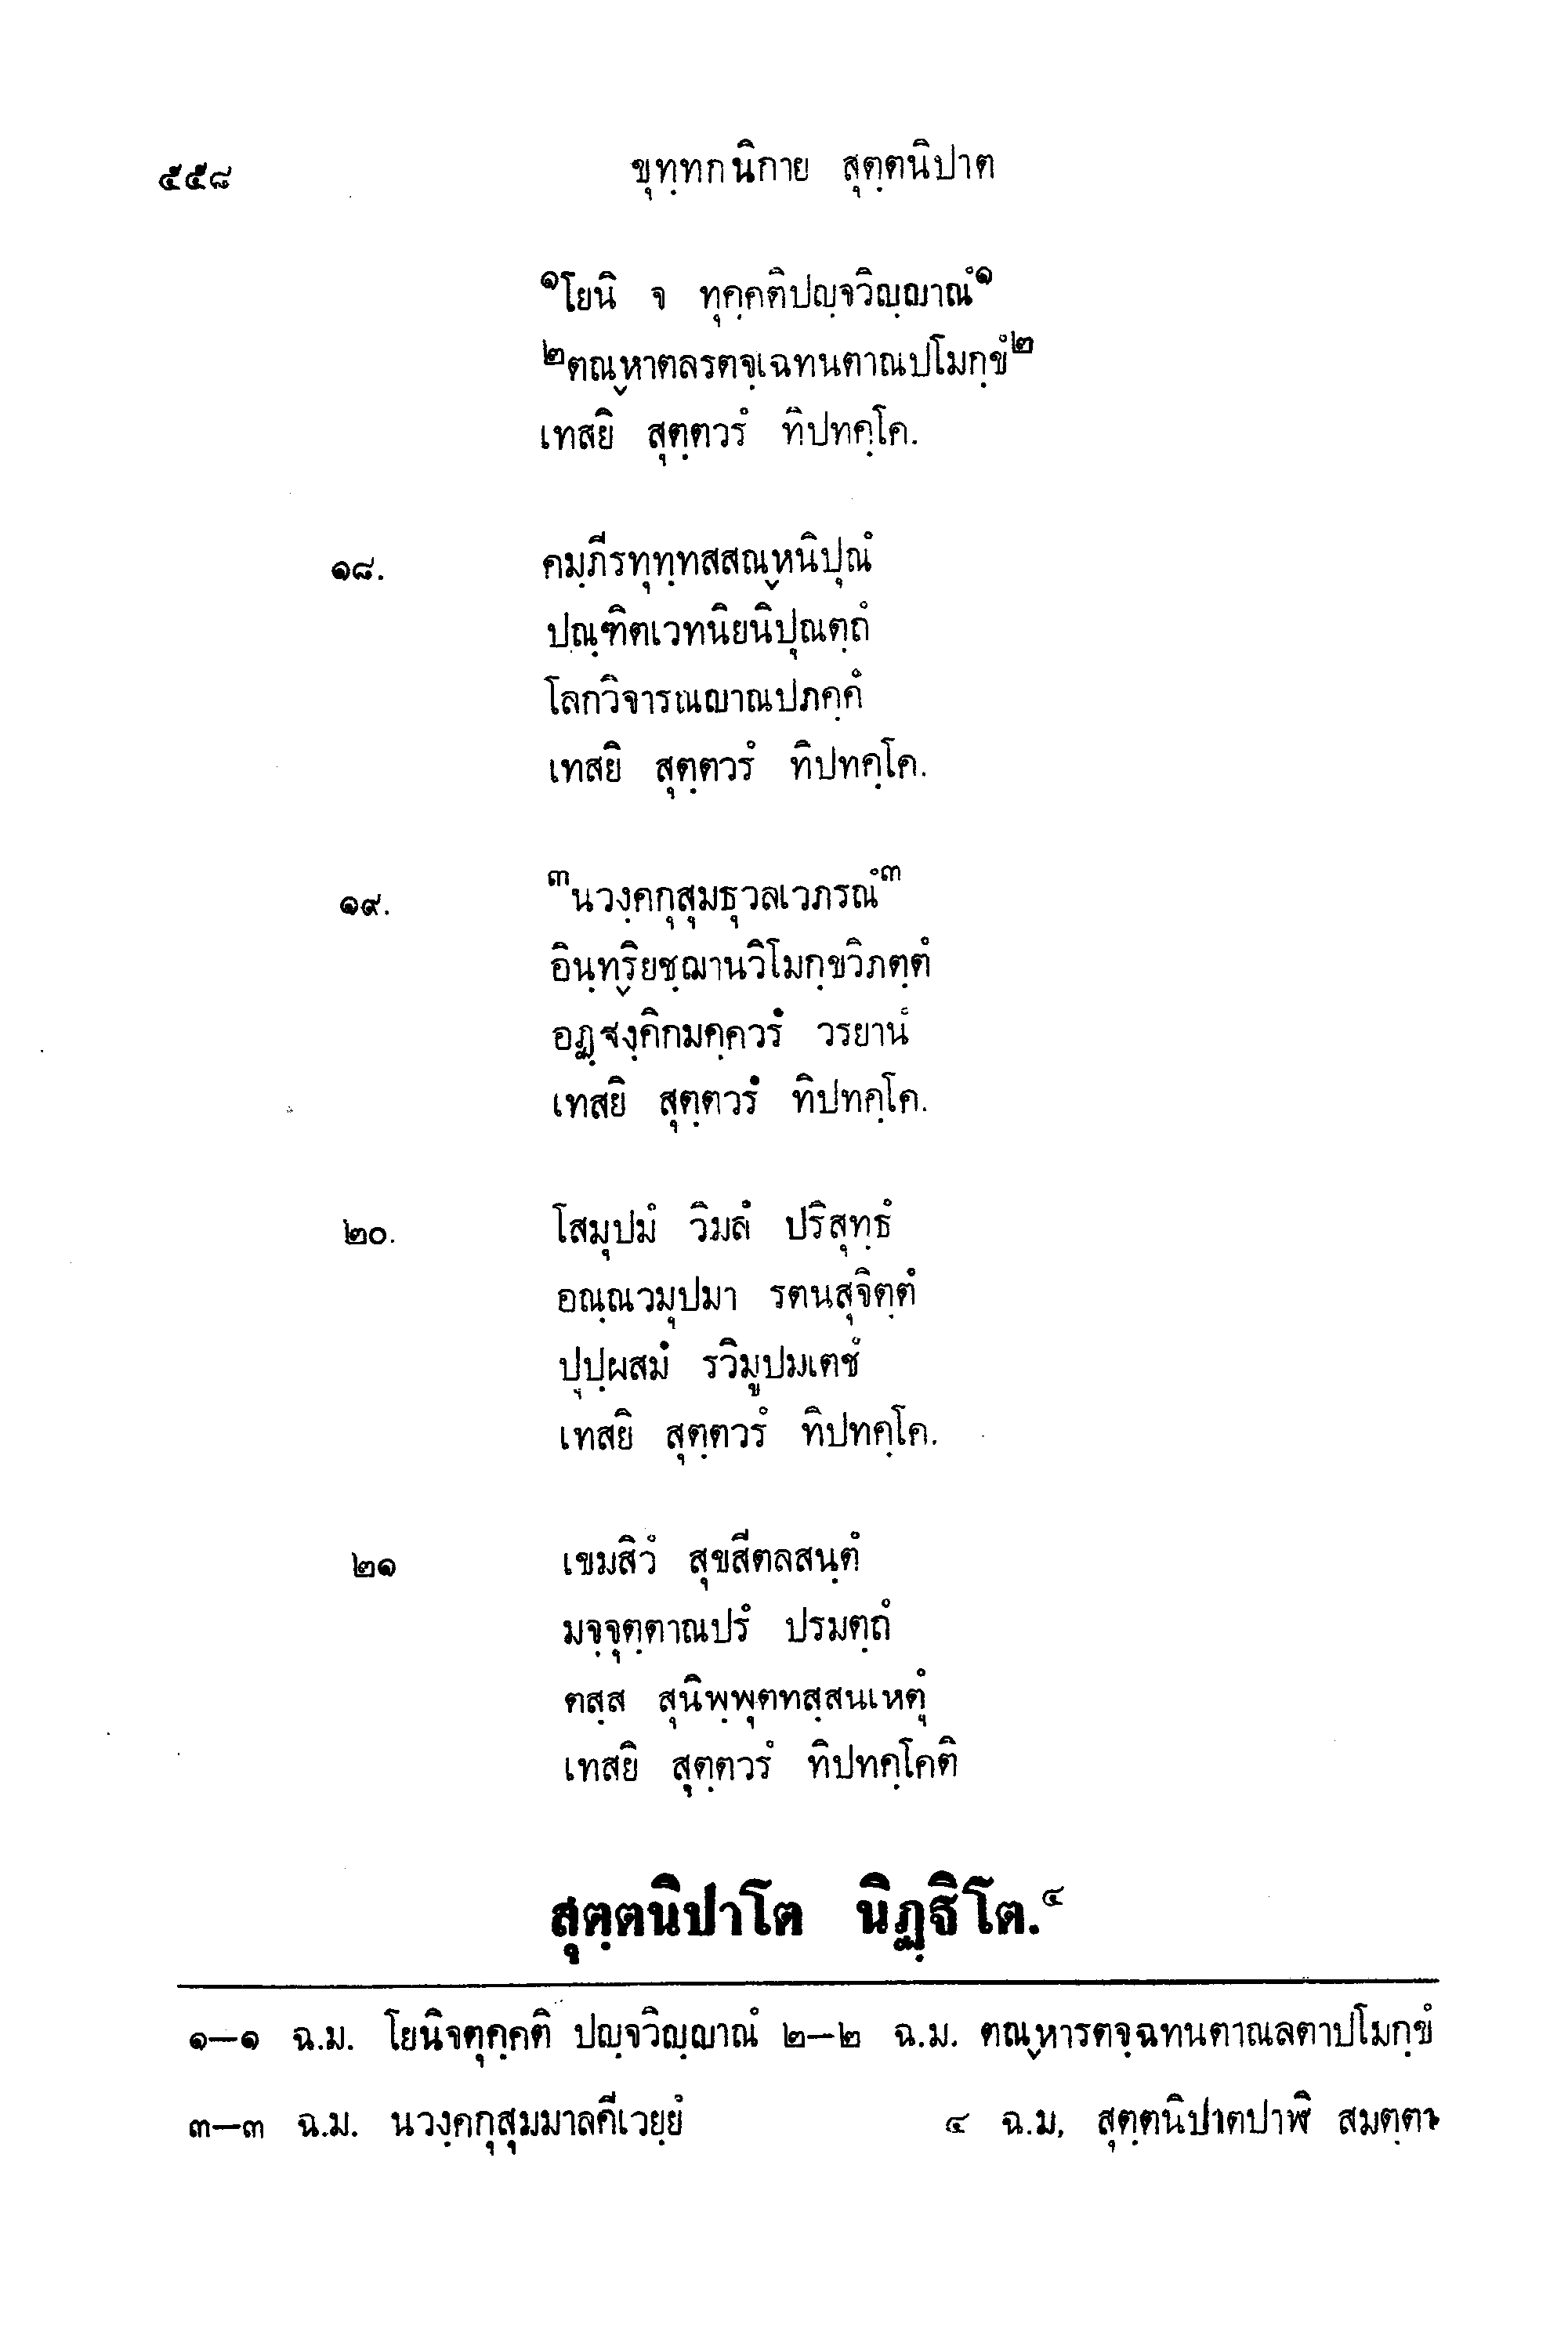 ๕๕๘ ขุทฺทกนิกาย สุตฺตนิปาต
๑โยนิ จ ทุคฺคติปญฺจวิญฺญาณํ๑
๒ตณฺหาตลรตจฺเฉทนตาณปโมกฺขํ๒
เทสยิ สุตฺตวรํ ทิปทคฺโค.
๑๘. คมฺภีรทุทฺทสสณฺหนิปุณํ
ปณฺฑิตเวทนิยนิปุณตฺถํ
โลกวิจารณญาณปภคฺคํ
เทสยิ สุตฺตวรํ ทิปทคฺโค.
๑๙. ๓นวงฺคกุสุมธุวลเวภรณํ๓
อินฺทฺริยชฺฌานวิโมกฺขวิภตฺตํ
อฏฺฐงฺคิกมคฺควรํ วรยานํ
เทสยิ สุตฺตวรํ ทิปทคฺโค.
๒๐. โสมุปมํ วิมลํ ปริสุทฺธํ
อณฺณวมุปมา รตนสุจิตฺตํ
ปุปฺผสมํ รวิมูปมเตชํ
เทสยิ สุตฺตวรํ ทิปทคฺโค.
๒๑ เขมสิวํ สุขสีตลสนฺตํ
มจฺจุตฺตาณปรํ ปรมตฺถํ
ตสฺส สุนิพฺพุตทสฺสนเหตุํ
เทสยิ สุตฺตวรํ ทิปทคฺโคติ
สุตฺตนิปาโต นิฏฺฐิโต.๔
๑–๑ ฉ.ม. โยนิจตุคฺคติ ปญฺจวิญฺญาณํ ๒–๒ ฉ.ม. ตณฺหารตจฺฉทนตาณลตาปโมกฺขํ
๓–๓ ฉ.ม. นวงฺคกุสุมมาลคีเวยฺยํ ๔ ฉ.ม, สุตฺตนิปาตปาฬิ สมตฺตา